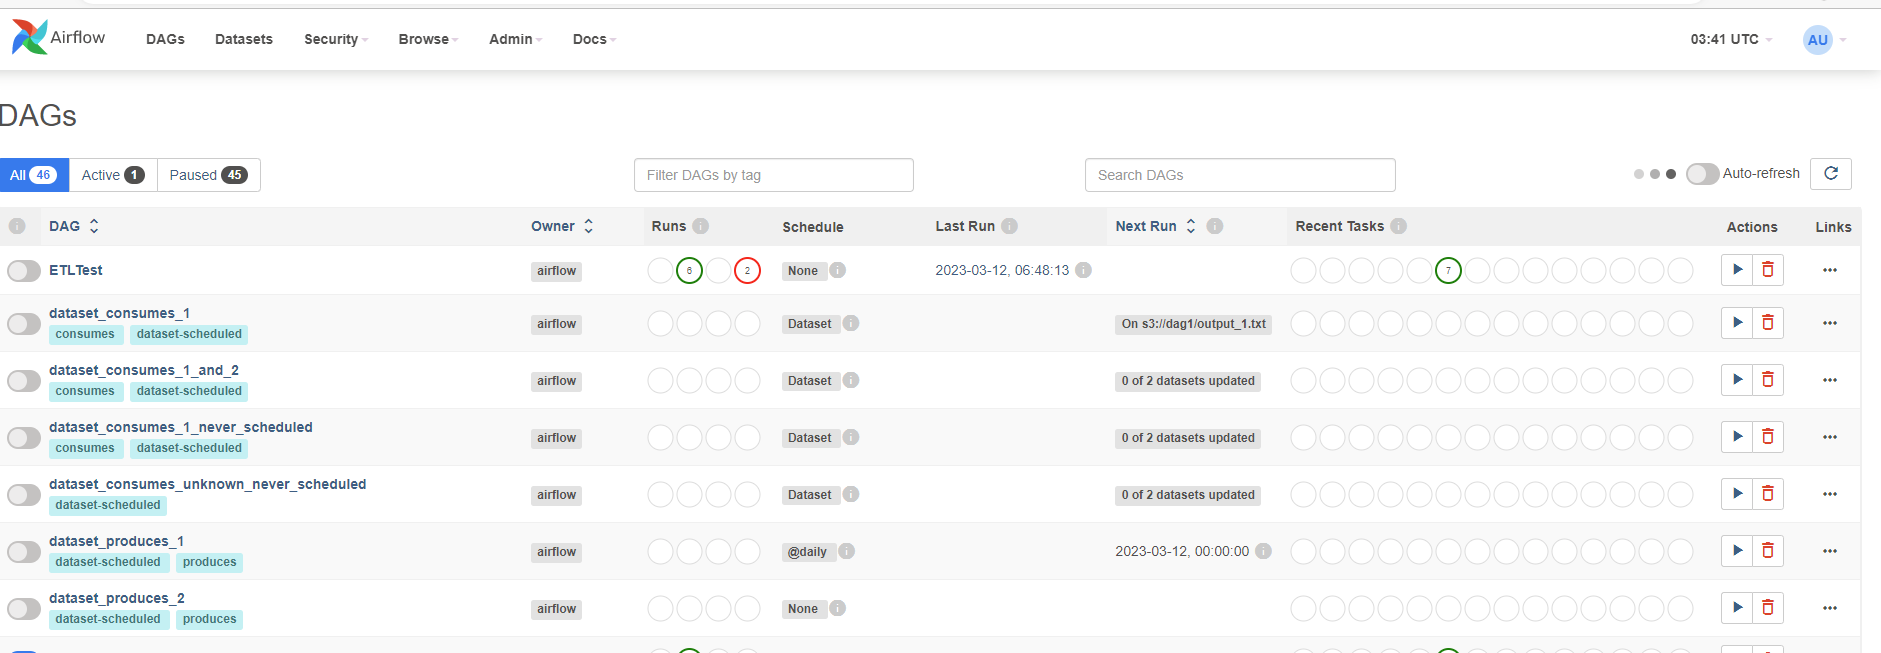 Airflow DAGs Datasets Security Browse Admin Docs 03:41 UTC AU
DAGs
All 46 Active 1 Paused 45 Filter DAGs by tag Search DAGs Auto-refresh
DAG Owner Runs Schedule Last Run Next Run Recent Tasks Actions Links
ETLTest airflow 6 2 None 2023-03-12, 06:48:13 7
dataset_consumes_1
consumes dataset-scheduled airflow Dataset On s3://dag1/output_1.txt
dataset_consumes_1_and_2
consumes dataset-scheduled airflow Dataset 0 of 2 datasets updated
dataset_consumes_1_never_scheduled
consumes dataset-scheduled airflow Dataset 0 of 2 datasets updated
dataset_consumes_unknown_never_scheduled
dataset-scheduled airflow Dataset 0 of 2 datasets updated
dataset_produces_1
dataset-scheduled produces airflow @daily 2023-03-12, 00:00:00
dataset_produces_2
dataset-scheduled produces airflow None